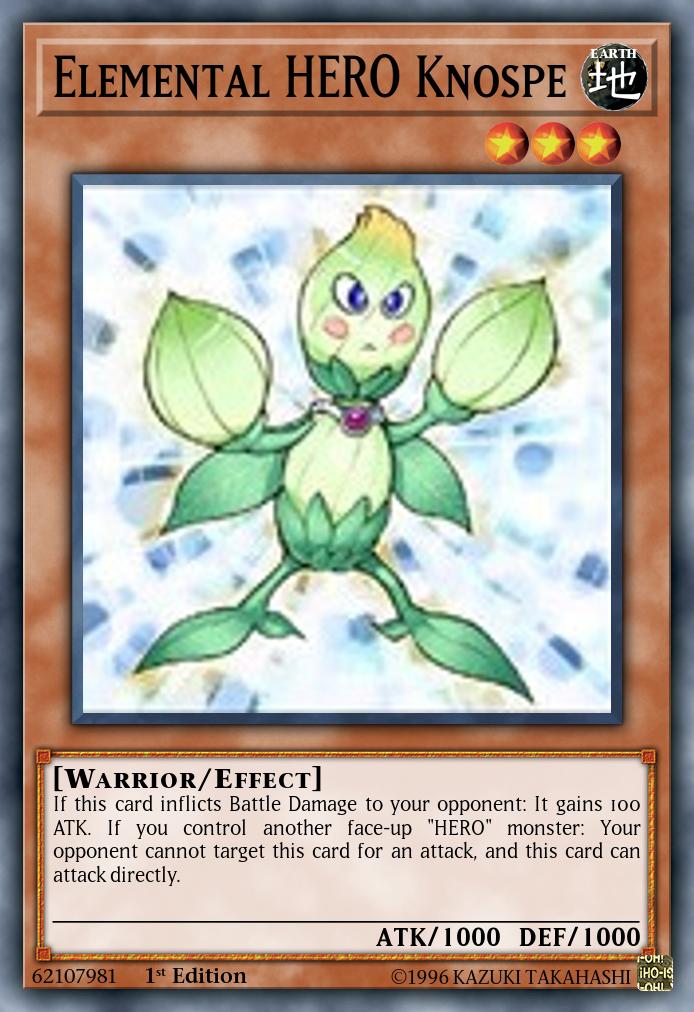 ELEMENTAL HERO KNOSPE
EARTH
地
[WARRIOR/EFFECT]
If this card inflicts Battle Damage to your opponent: It gains 100
ATK. If you control another face-up "HERO" monster: Your
opponent cannot target this card for an attack, and this card can
attack directly.
ATK/1000 DEF/1000
62107981 1st Edition ©1996 KAZUKI TAKAHASHI